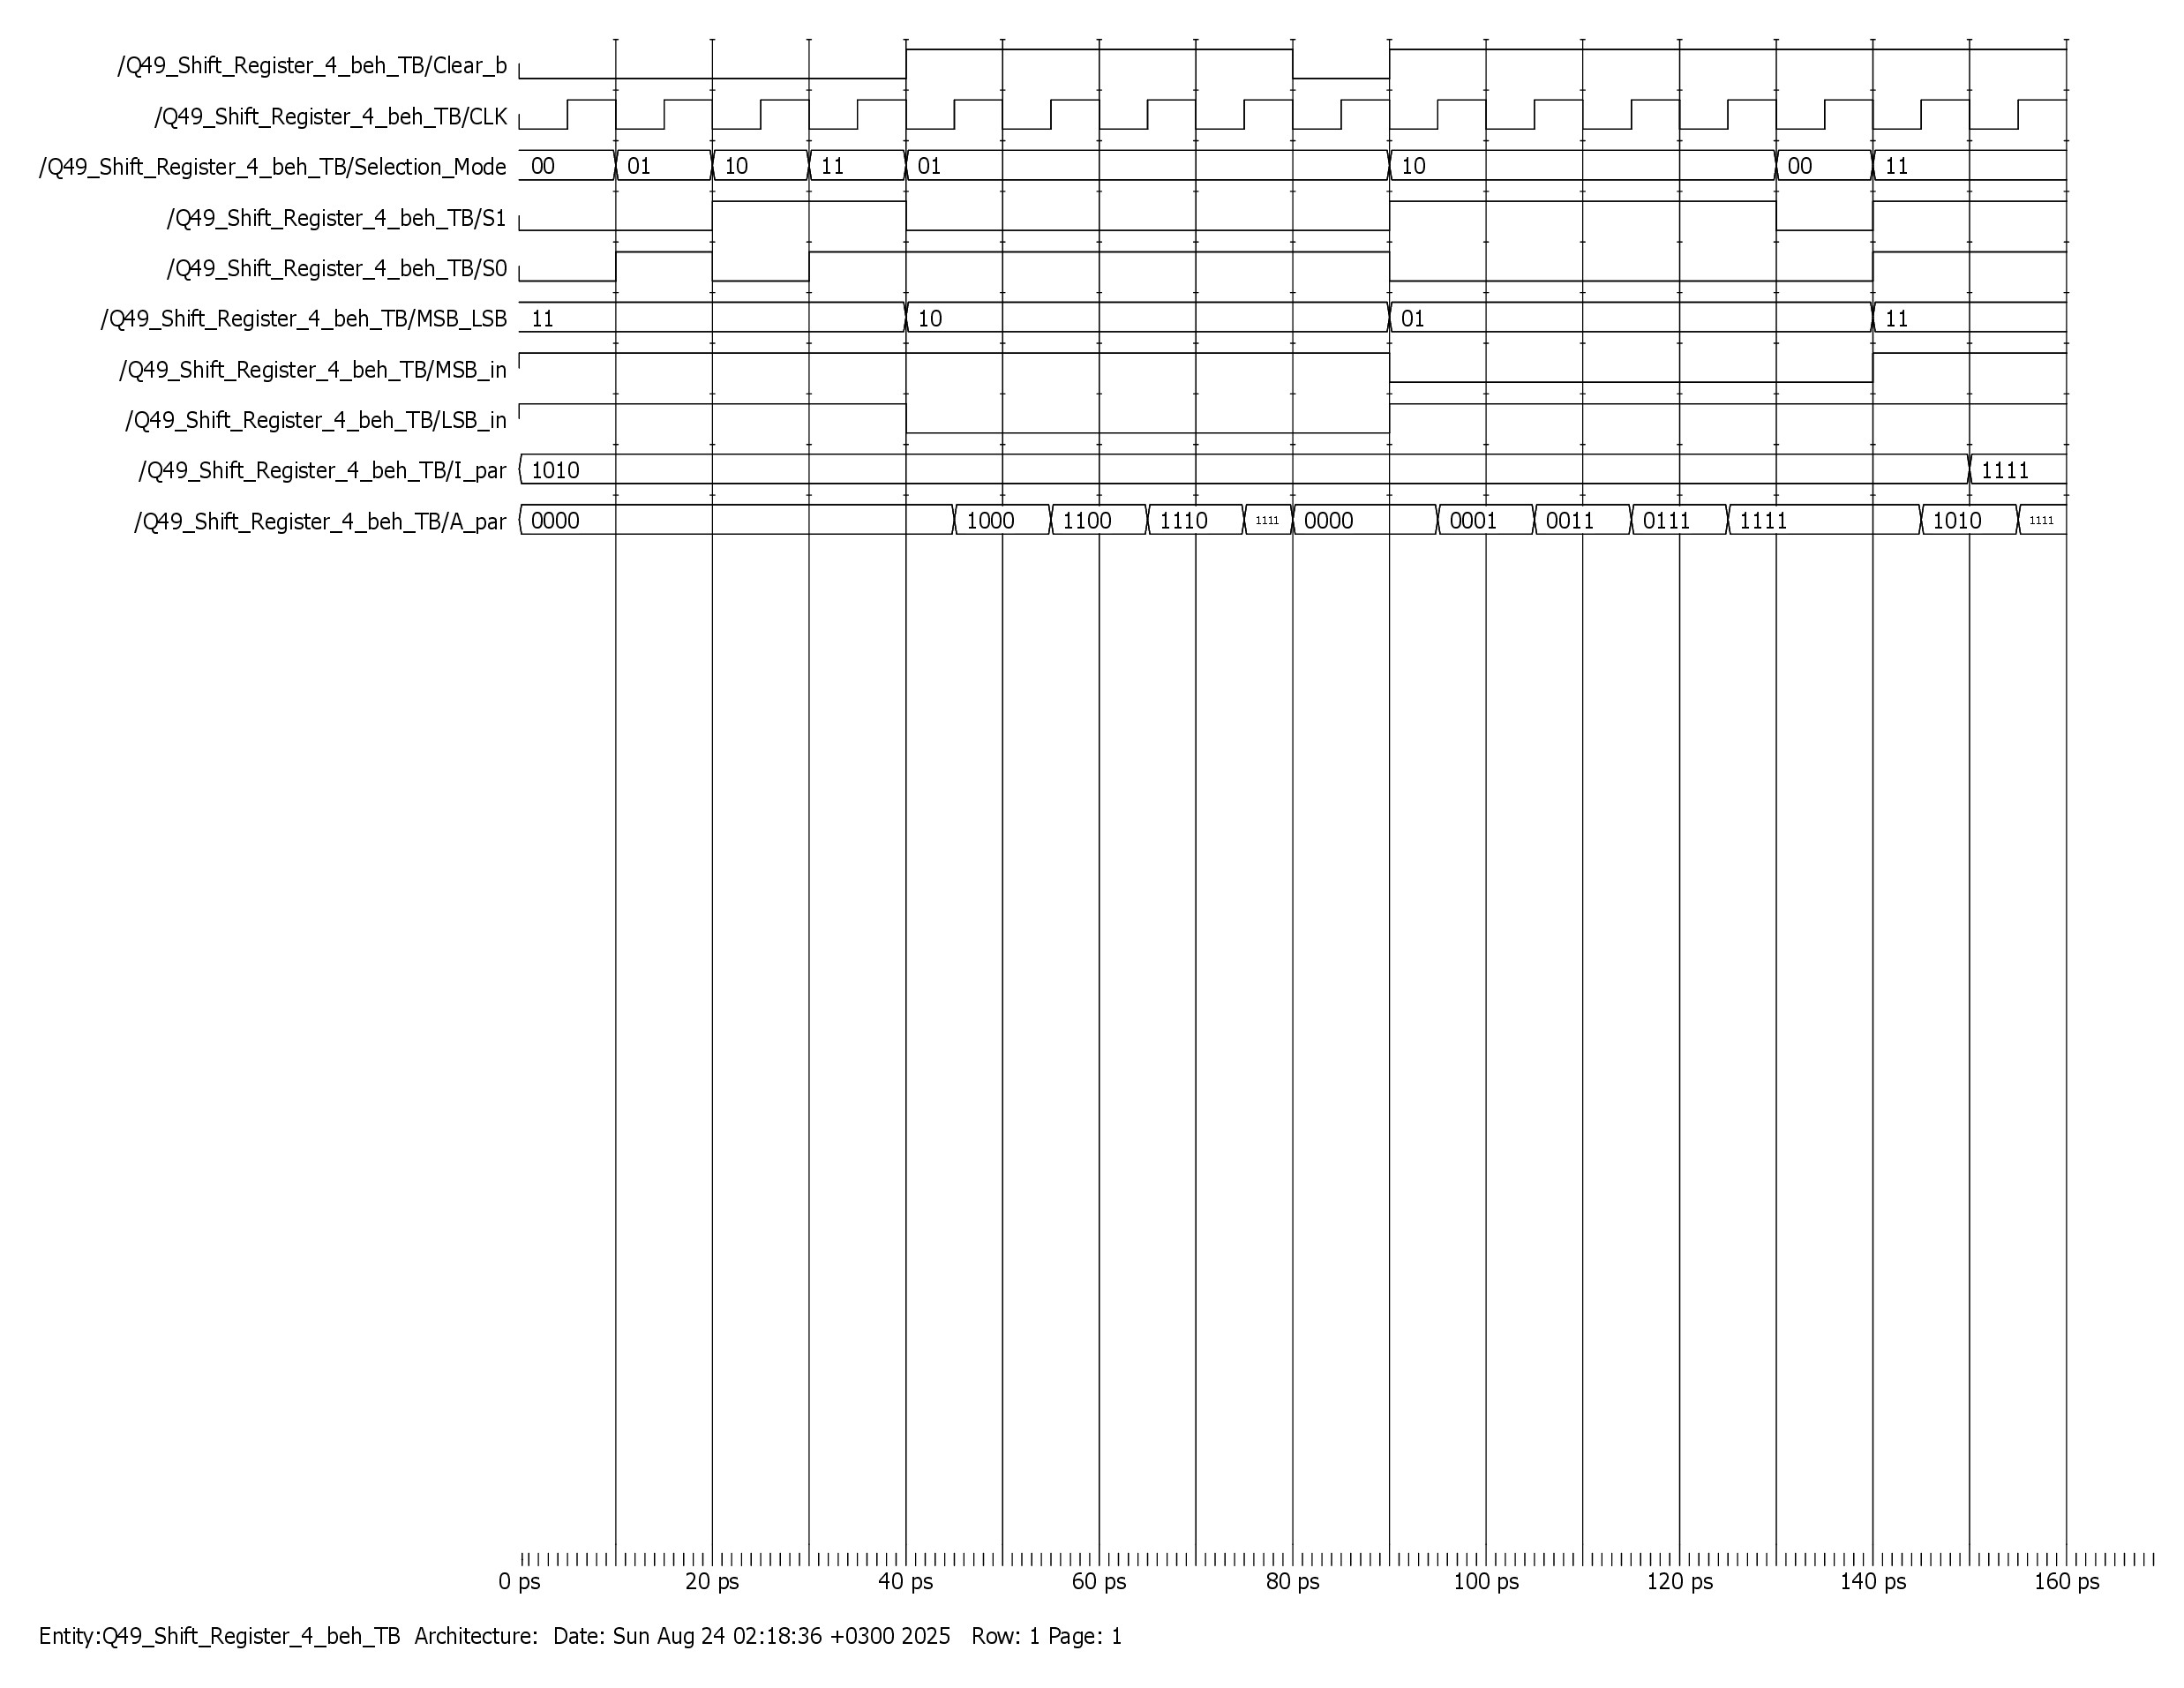 /Q49_Shift_Register_4_beh_TB/Clear_b
/Q49_Shift_Register_4_beh_TB/CLK
/Q49_Shift_Register_4_beh_TB/Selection_Mode 00 01 10 11 01 10 00 11
/Q49_Shift_Register_4_beh_TB/S1
/Q49_Shift_Register_4_beh_TB/S0
/Q49_Shift_Register_4_beh_TB/MSB_LSB 11 10 01 11
/Q49_Shift_Register_4_beh_TB/MSB_in
/Q49_Shift_Register_4_beh_TB/LSB_in
/Q49_Shift_Register_4_beh_TB/I_par 1010 1111
/Q49_Shift_Register_4_beh_TB/A_par 0000 1000 1100 1110 1111 0000 0001 0011 0111 1111 1010 1111
0 ps 20 ps 40 ps 60 ps 80 ps 100 ps 120 ps 140 ps 160 ps
Entity:Q49_Shift_Register_4_beh_TB Architecture: Date: Sun Aug 24 02:18:36 +0300 2025 Row: 1 Page: 1